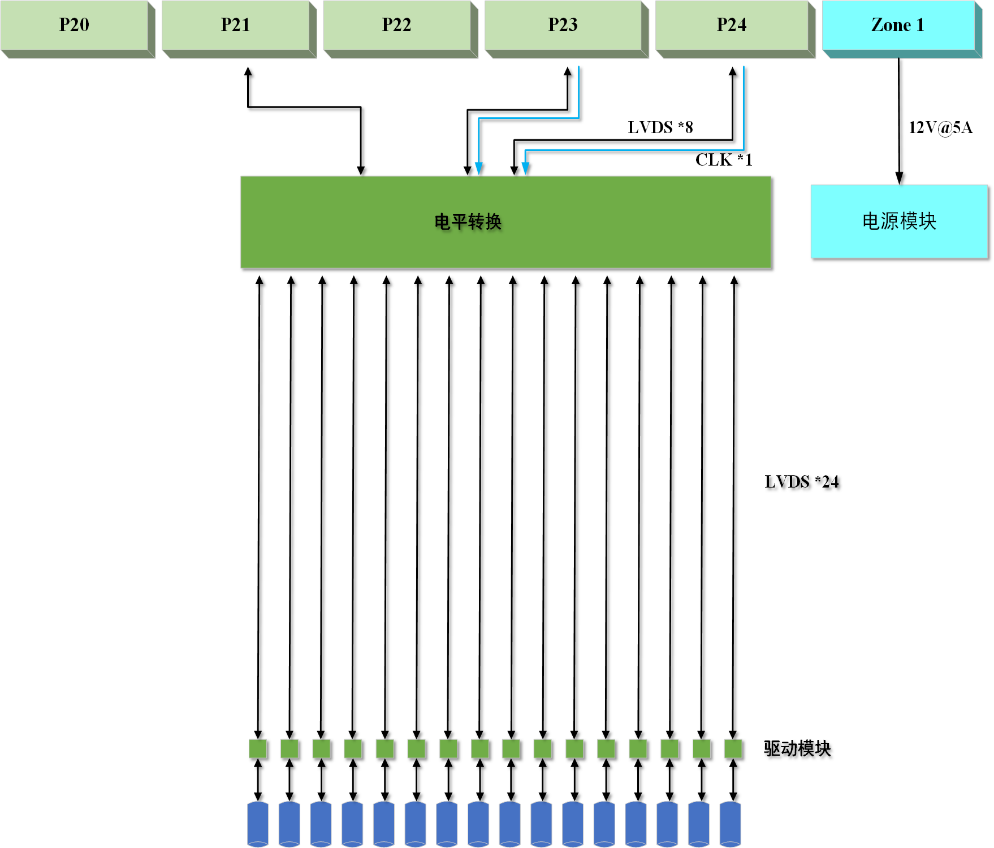 P20
P21
P22
P23
P24
Zone 1
LVDS *8
12V@5A
CLK *1
电平转换
电源模块
LVDS *24
驱动模块